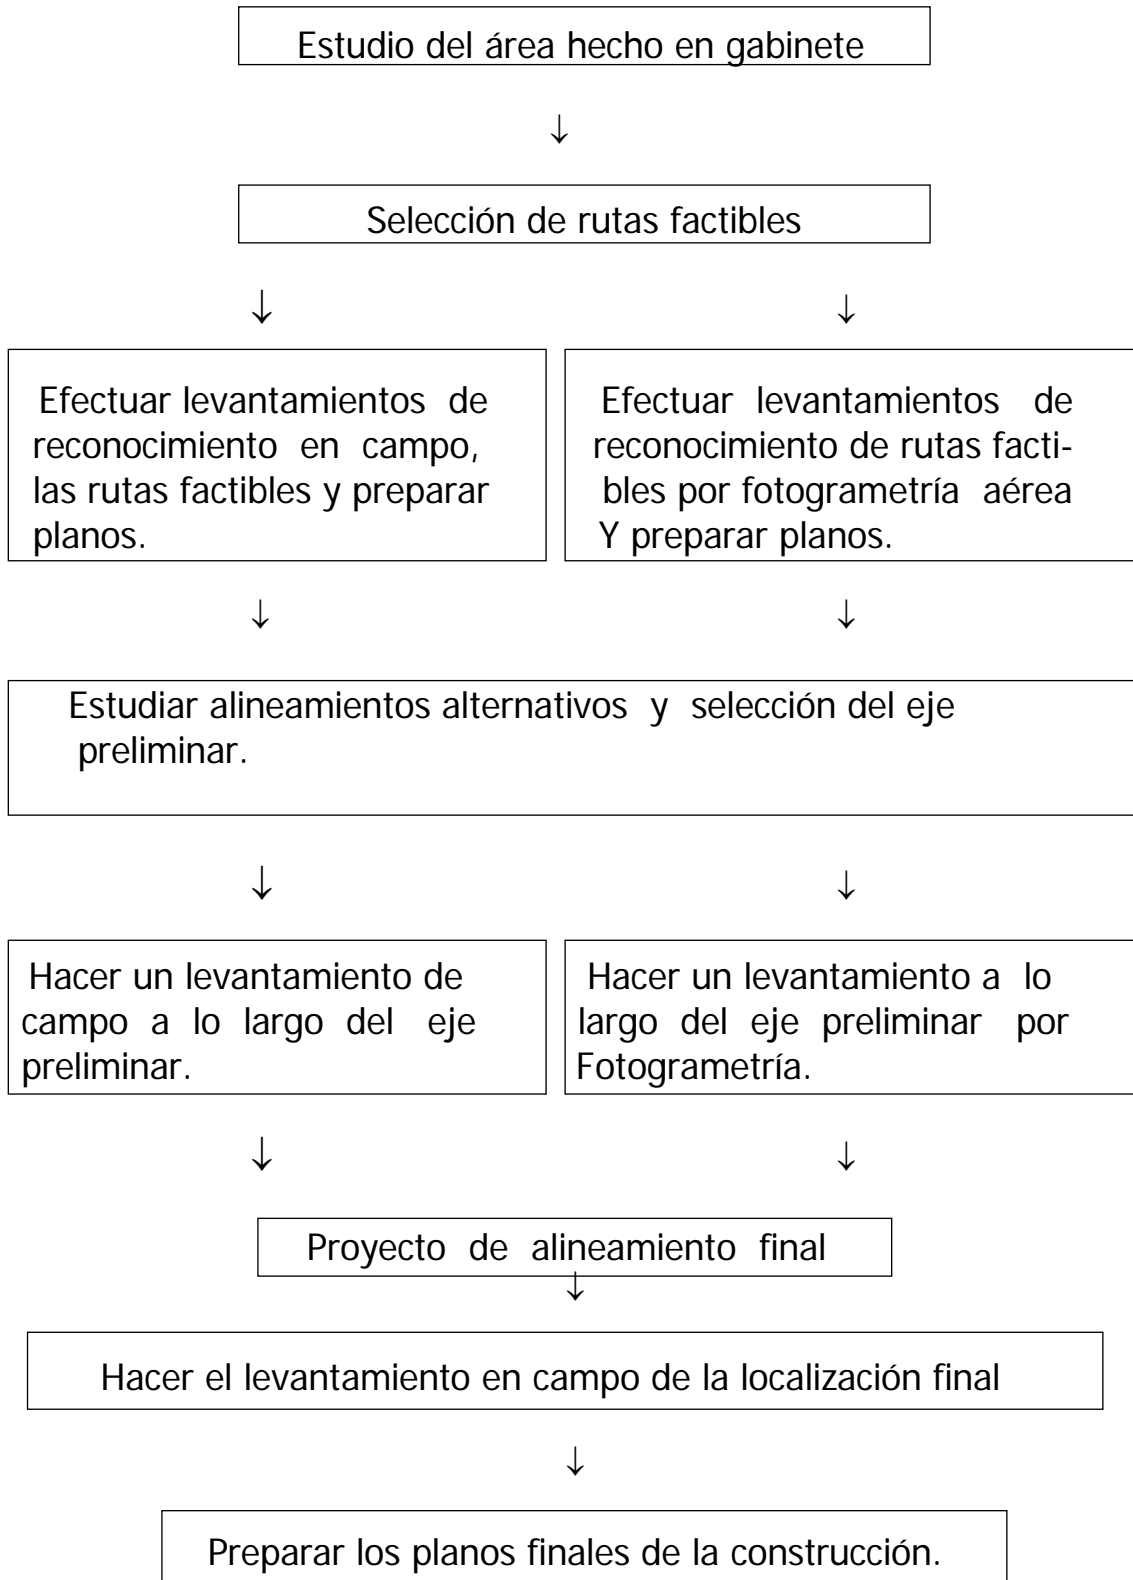 Estudio del área hecho en gabinete
↓
Selección de rutas factibles
↓ ↓
Efectuar levantamientos de
reconocimiento en campo,
las rutas factibles y preparar
planos.
Efectuar levantamientos de
reconocimiento de rutas facti-
bles por fotogrametría aérea
Y preparar planos.
↓ ↓
Estudiar alineamientos alternativos y selección del eje
preliminar.
↓ ↓
Hacer un levantamiento de
campo a lo largo del eje
preliminar.
Hacer un levantamiento a lo
largo del eje preliminar por
Fotogrametría.
↓ ↓
Proyecto de alineamiento final
↓
Hacer el levantamiento en campo de la localización final
↓
Preparar los planos finales de la construcción.